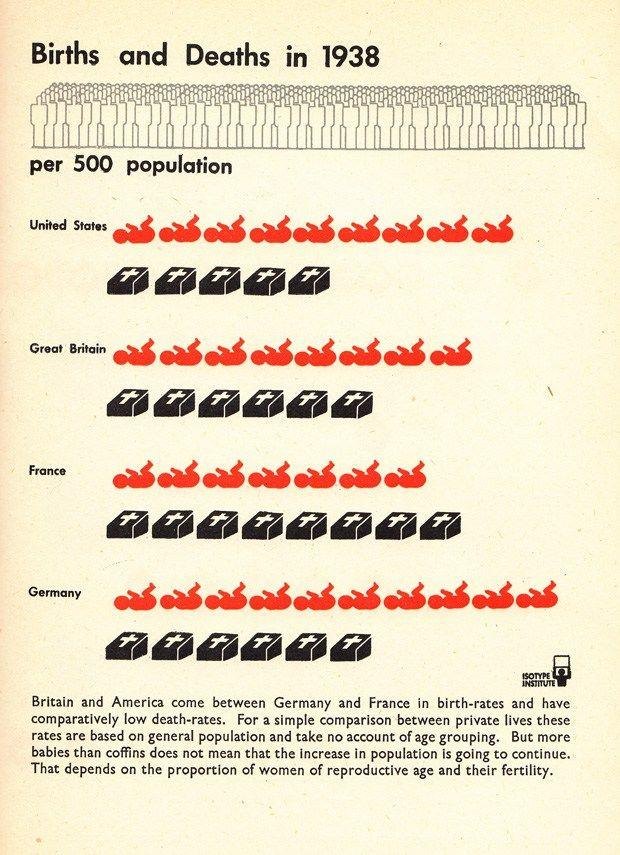 Births and Deaths in 1938
per 500 population
United States
Great Britain
France
Germany
ISOTYPE
INSTITUTE
Britain and America come between Germany and France in birth-rates and have
comparatively low death-rates. For a simple comparison between private lives these
rates are based on general population and take no account of age grouping. But more
babies than coffins does not mean that the increase in population is going to continue.
That depends on the proportion of women of reproductive age and their fertility.